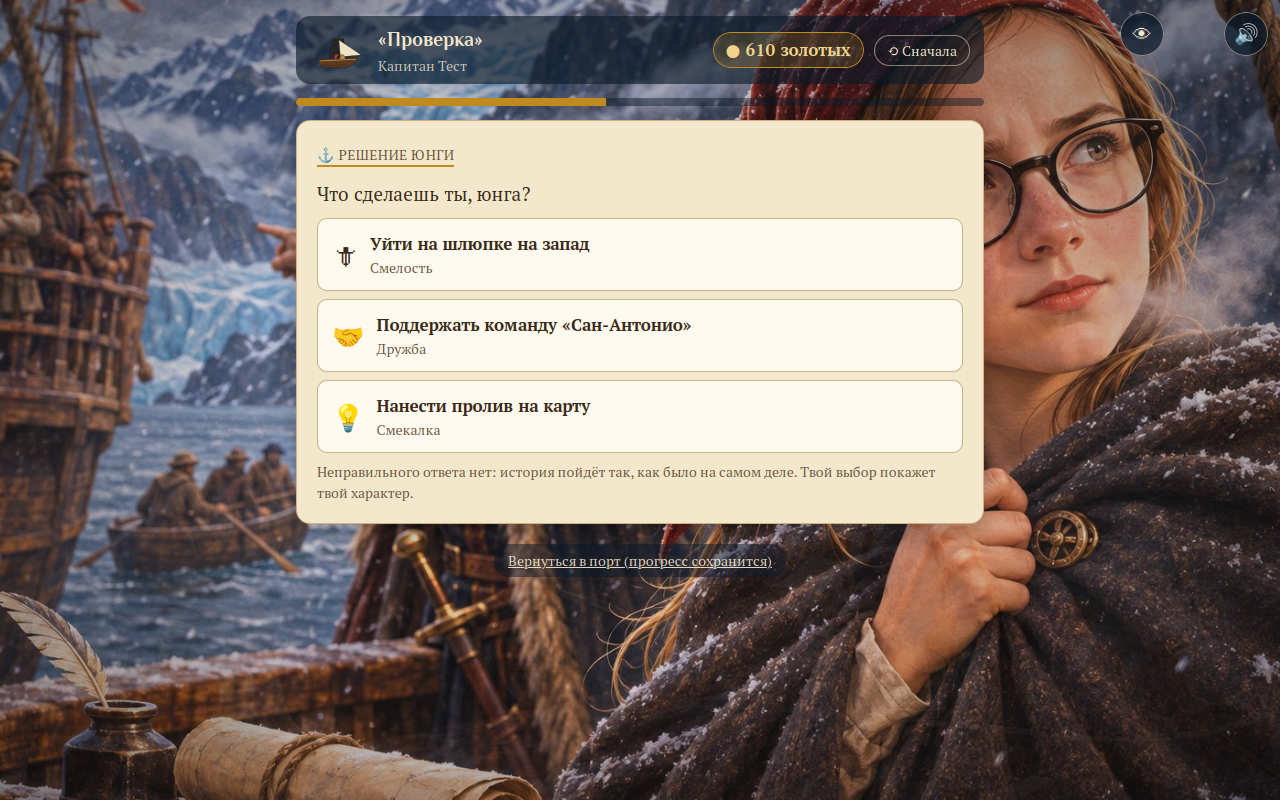 «Проверка»
Капитан Тест
610 золотых
⟲ Сначала
⚓ РЕШЕНИЕ ЮНГИ
Что сделаешь ты, юнга?
Уйти на шлюпке на запад
Смелость
Поддержать команду «Сан-Антонио»
Дружба
Нанести пролив на карту
Смекалка
Неправильного ответа нет: история пойдёт так, как было на самом деле. Твой выбор покажет
твой характер.
Вернуться в порт (прогресс сохранится)